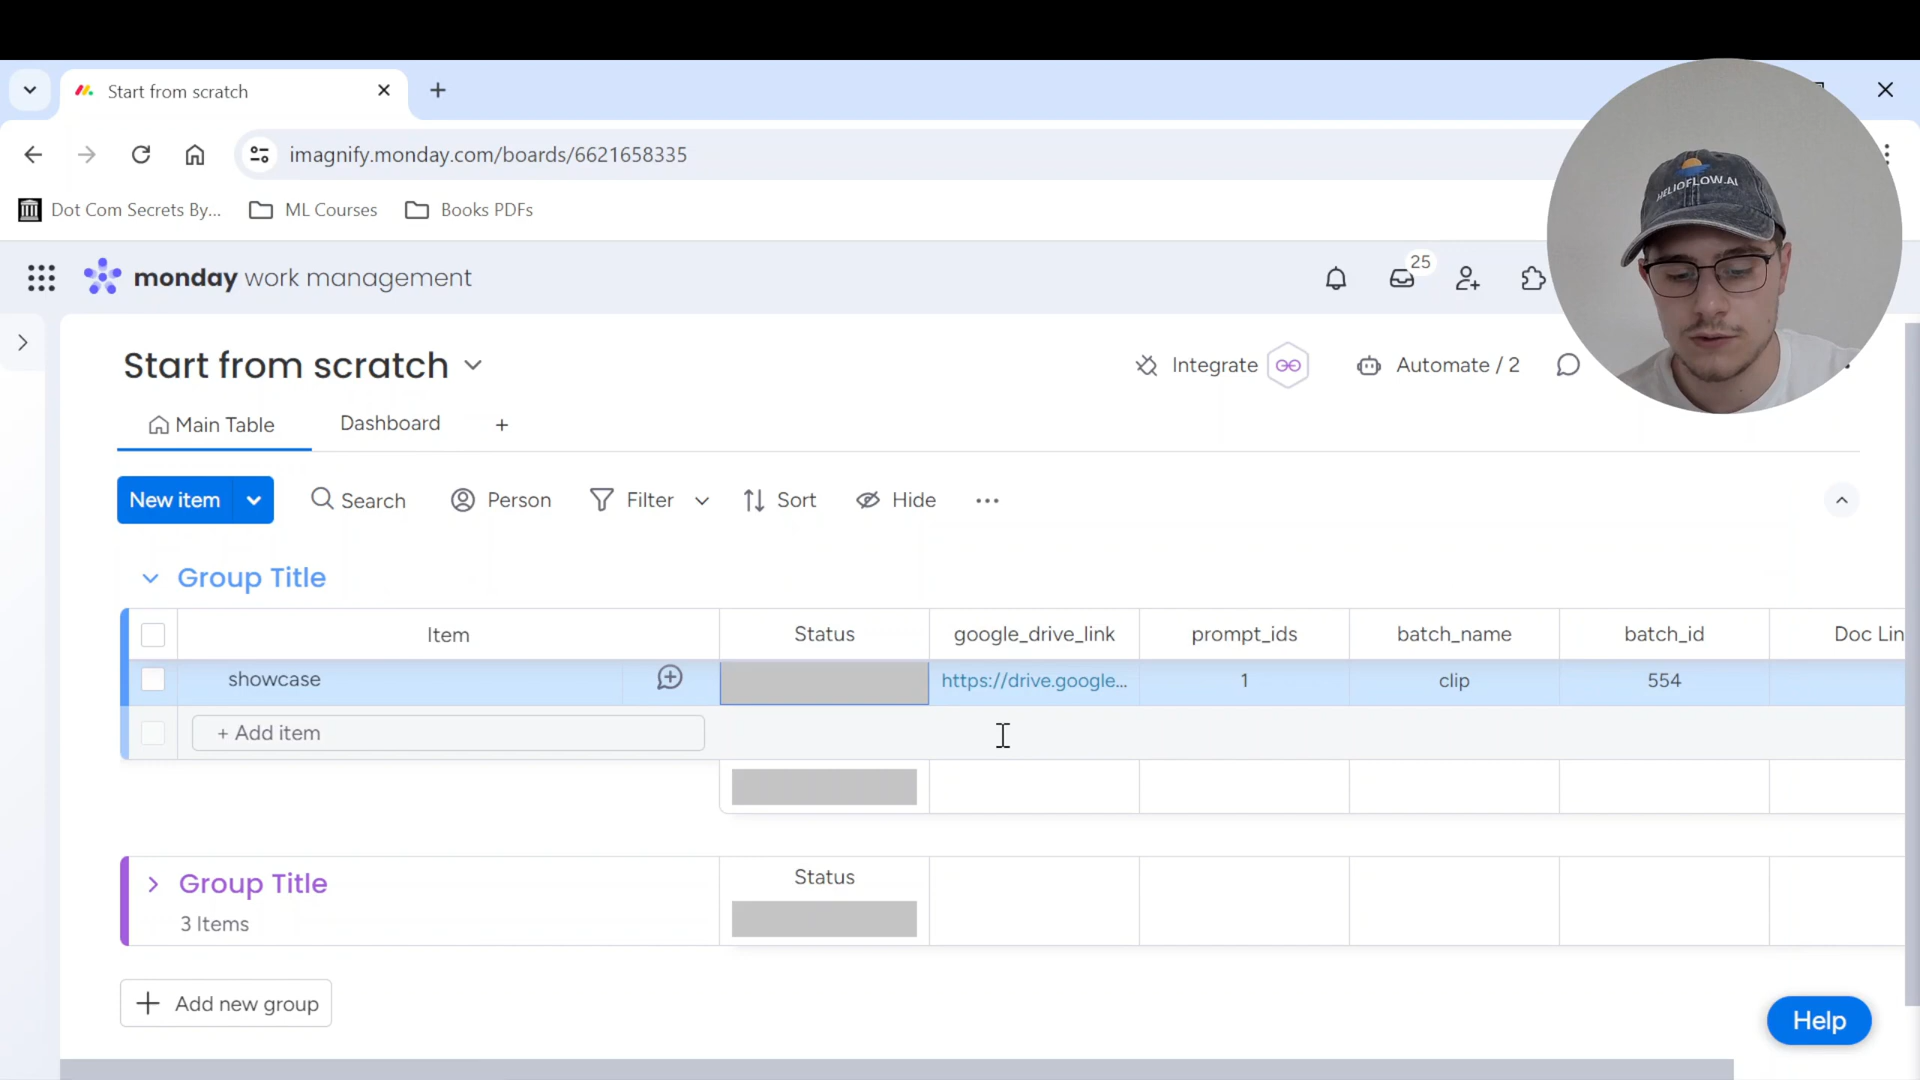 Start from scratch
imagnify.monday.com/boards/6621658335
Dot Com Secrets By...
ML Courses
Books PDFs
monday work management
25
HELIOFLOW.AI
Start from scratch
Integrate
Automate / 2
Main Table
Dashboard
New item
Search
Person
Filter
Sort
Hide
Group Title
Item
Status
google_drive_link
prompt_ids
batch_name
batch_id
Doc Lin
showcase
https://drive.google...
1
clip
554
+ Add item
Group Title
3 Items
Status
Add new group
Help